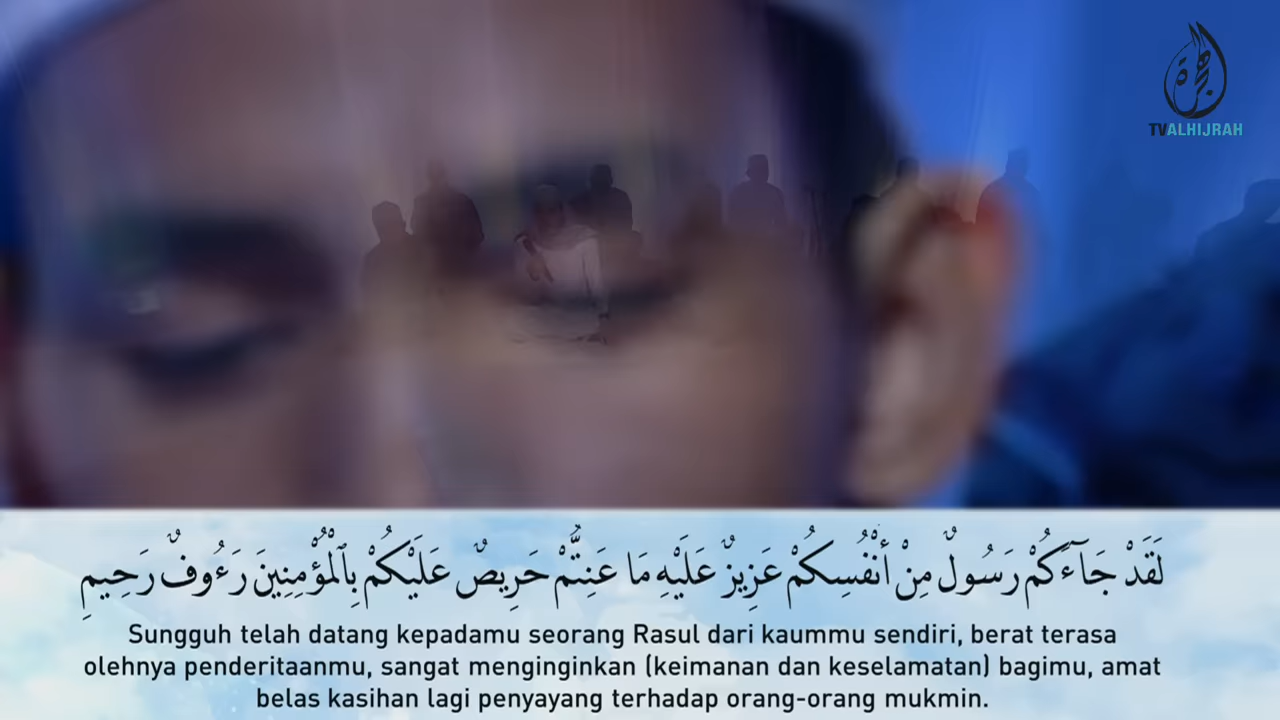 الهجرة
TVALHIJRAH
لَقَدْ جَآءَكُمْ رَسُولٌ مِنْ أَنْفُسِكُمْ عَزِيزٌ عَلَيْهِ مَا عَنِتُّمْ حَرِيصٌ عَلَيْكُمْ بِٱلْمُؤْمِنِينَ رَءُوفٌ رَحِيمِ
Sungguh telah datang kepadamu seorang Rasul dari kaummu sendiri, berat terasa
olehnya penderitaanmu, sangat menginginkan (keimanan dan keselamatan) bagimu, amat
belas kasihan lagi penyayang terhadap orang-orang mukmin.